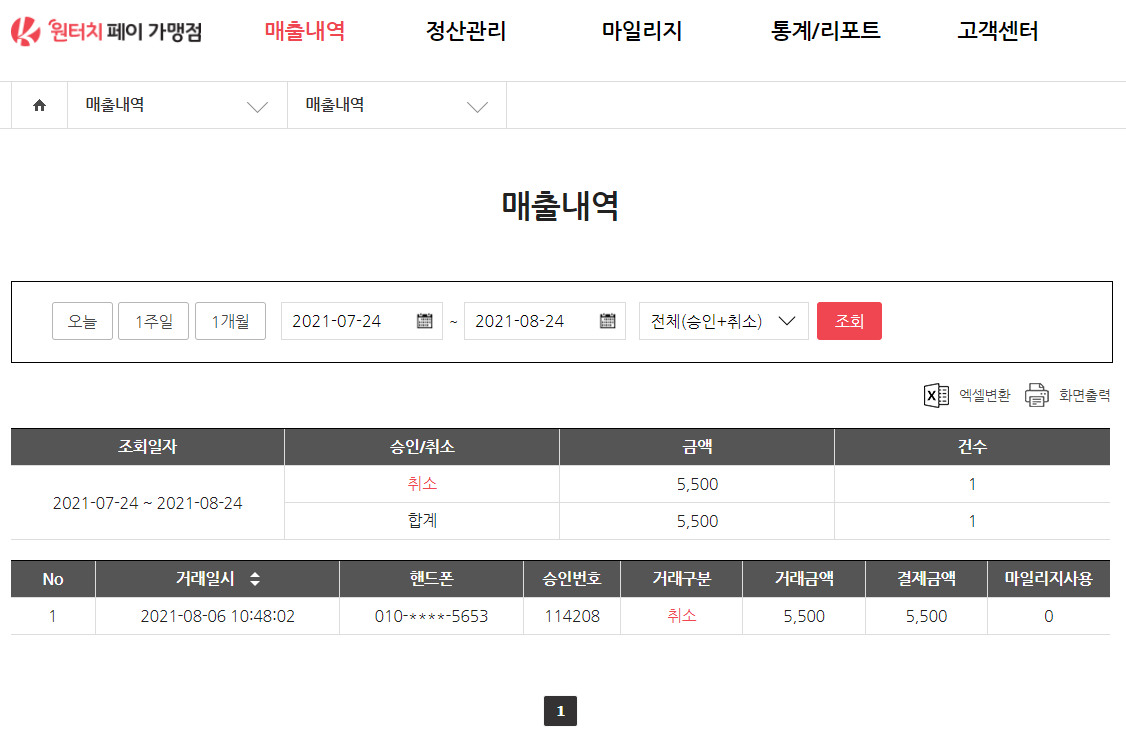 원터치 페이 가맹점 매출내역 정산관리 마일리지 통계/리포트 고객센터
매출내역 매출내역
매출내역
오늘 1주일 1개월 2021-07-24 ~ 2021-08-24 전체(승인+취소) 조회
엑셀변환 화면출력
조회일자 승인/취소 금액 건수
2021-07-24 ~ 2021-08-24 취소 5,500 1
합계 5,500 1
No 거래일시 핸드폰 승인번호 거래구분 거래금액 결제금액 마일리지사용
1 2021-08-06 10:48:02 010-****-5653 114208 취소 5,500 5,500 0
1